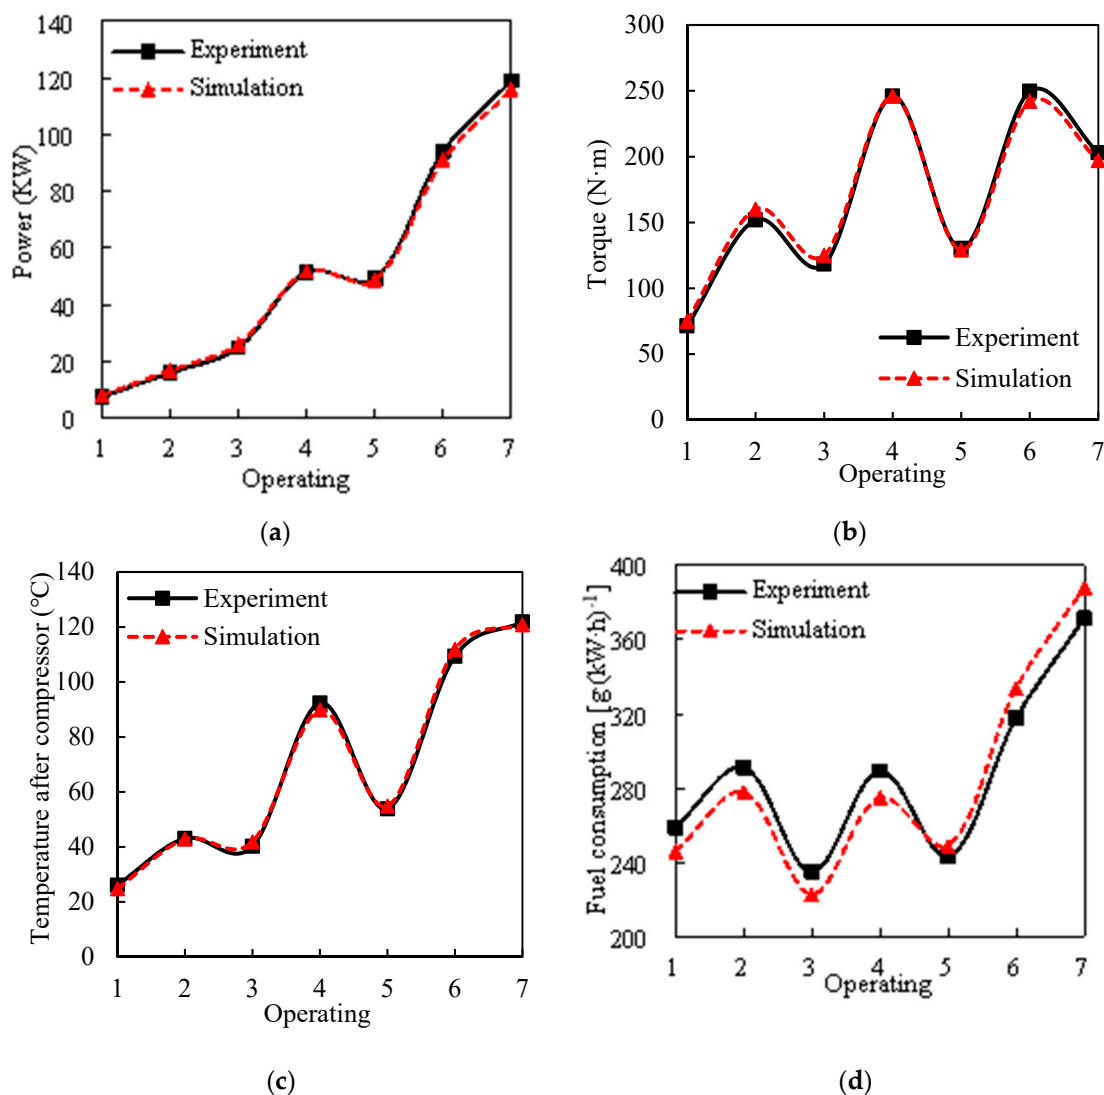 140
120
100
80
60
40
20
0
Power (KW)
Experiment
Simulation
1 2 3 4 5 6 7
Operating
(a)
300
250
200
150
100
50
0
Torque (N·m)
Experiment
Simulation
1 2 3 4 5 6 7
Operating
(b)
140
120
100
80
60
40
20
0
Temperature after compressor (°C)
Experiment
Simulation
1 2 3 4 5 6 7
Operating
(c)
400
360
320
280
240
200
Fuel consumption [g (kW·h)⁻¹]
Experiment
Simulation
1 2 3 4 5 6 7
Operating
(d)